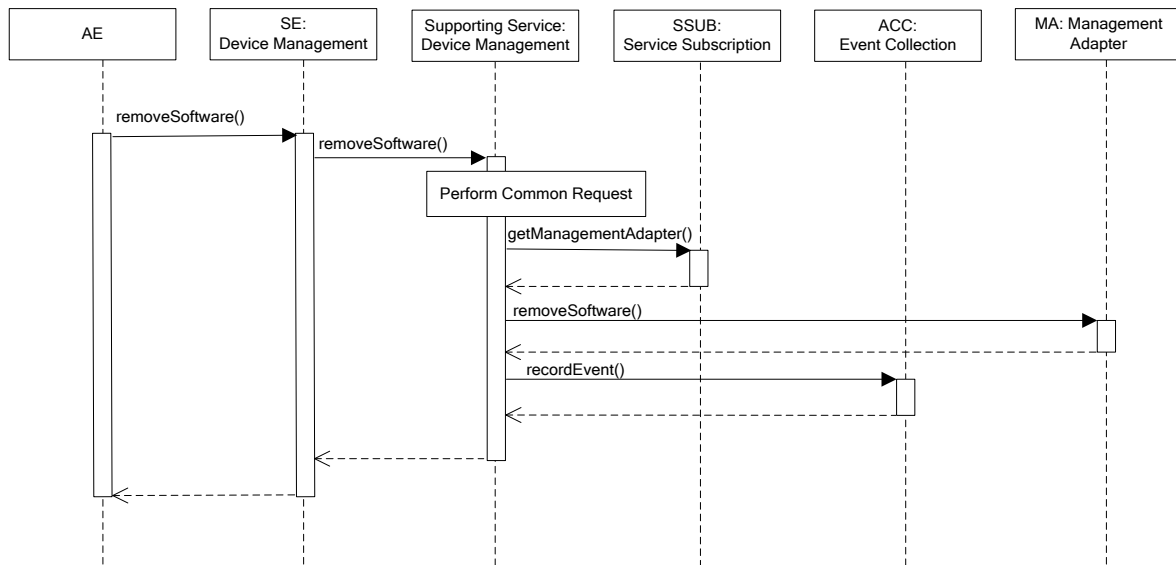 AE
SE:
Device Management
Supporting Service:
Device Management
SSUB:
Service Subscription
ACC:
Event Collection
MA: Management
Adapter
removeSoftware()
removeSoftware()
Perform Common Request
getManagementAdapter()
removeSoftware()
recordEvent()